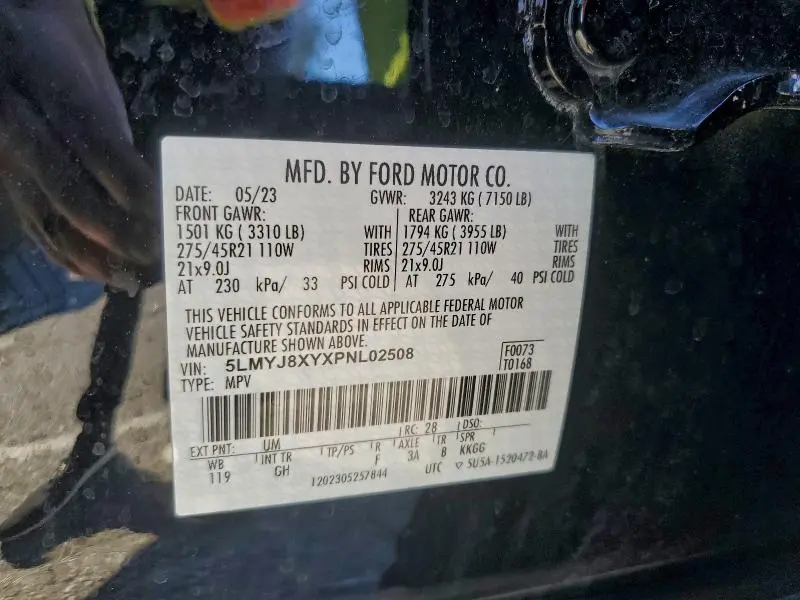 MFD. BY FORD MOTOR CO.
DATE: 05/23 GVWR: 3243 KG ( 7150 LB)
FRONT GAWR: REAR GAWR:
1501 KG ( 3310 LB) WITH 1794 KG ( 3955 LB) WITH
275/45R21 110W TIRES 275/45R21 110W TIRES
21x9.0J RIMS 21x9.0J RIMS
AT 230 kPa/ 33 PSI COLD AT 275 kPa/ 40 PSI COLD
THIS VEHICLE CONFORMS TO ALL APPLICABLE FEDERAL MOTOR
VEHICLE SAFETY STANDARDS IN EFFECT ON THE DATE OF
MANUFACTURE SHOWN ABOVE.
VIN: 5LMYJ8XYXPNL02508 F0073
TYPE: MPV T0168
EXT PNT: UM RC: 28 DSO:
WB INT TR TP/PS R AXLE TR SPR
119 GH F 3A B KKGG
1202305257844 UTC ▽ 5U5A-1520472-BA